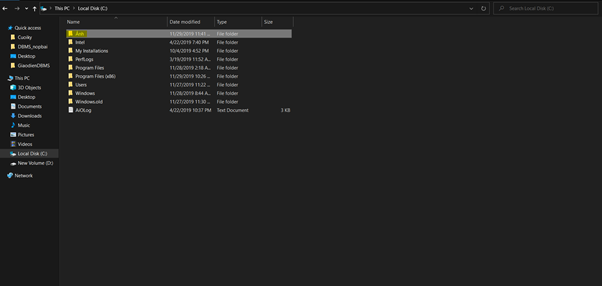 This PC > Local Disk (C:)
Search Local Disk (C:)
Name Date modified Type Size
Quick access
Cucity
DBMS_nopbai
Desktop
GiaodienDBMS
This PC
3D Objects
Desktop
Documents
Downloads
Music
Pictures
Videos
Local Disk (C:)
New Volume (D:)
Network
Anh 11/29/2019 11:41 ... File folder
Intel 4/22/2019 7:40 PM File folder
My Installations 10/4/2019 4:52 PM File folder
PerfLogs 3/19/2019 11:52 A... File folder
Program Files 11/28/2019 2:18 A... File folder
Program Files (x86) 11/29/2019 10:26 ... File folder
Users 11/27/2019 11:22 ... File folder
Windows 11/28/2019 8:44 A... File folder
Windows.old 11/27/2019 11:30 ... File folder
AiOLog 4/22/2019 10:37 PM Text Document 3 KB